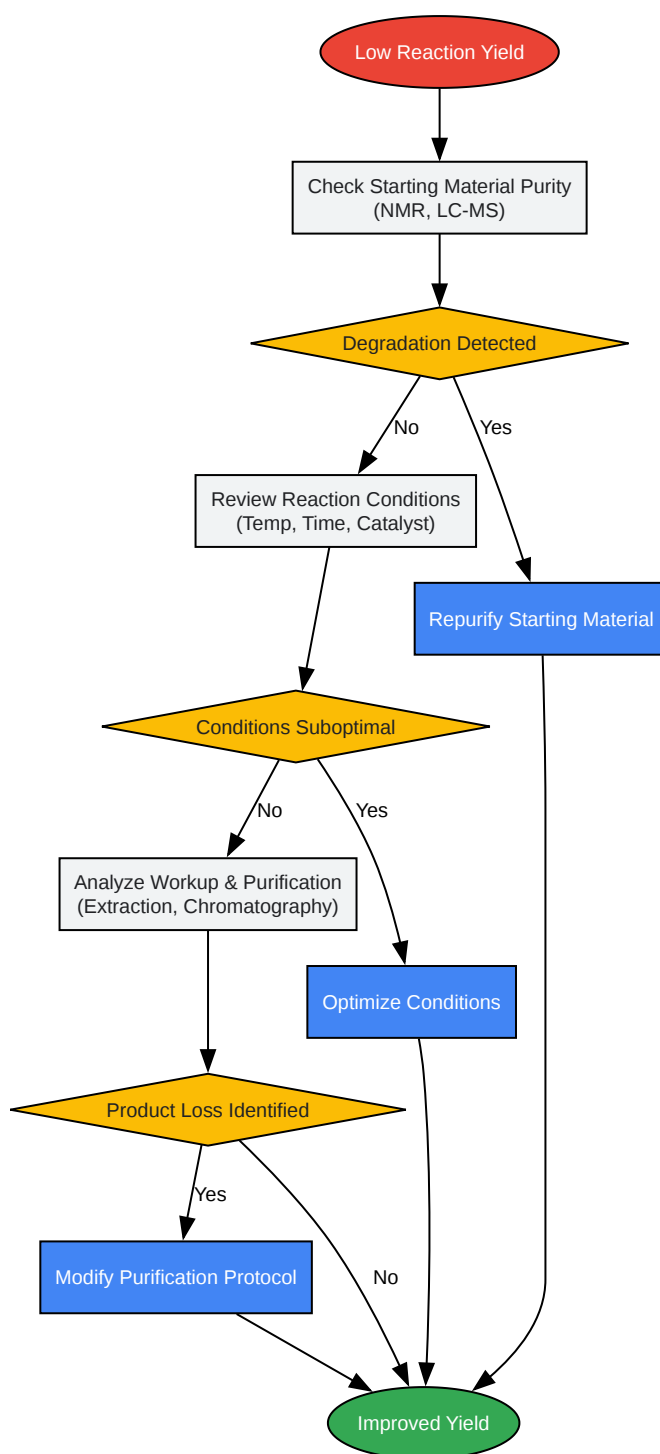 Low Reaction Yield
Check Starting Material Purity
(NMR, LC-MS)
Degradation Detected
No
Yes
Review Reaction Conditions
(Temp, Time, Catalyst)
Repurify Starting Material
Conditions Suboptimal
No
Yes
Analyze Workup & Purification
(Extraction, Chromatography)
Optimize Conditions
Product Loss Identified
Yes
No
Modify Purification Protocol
Improved Yield